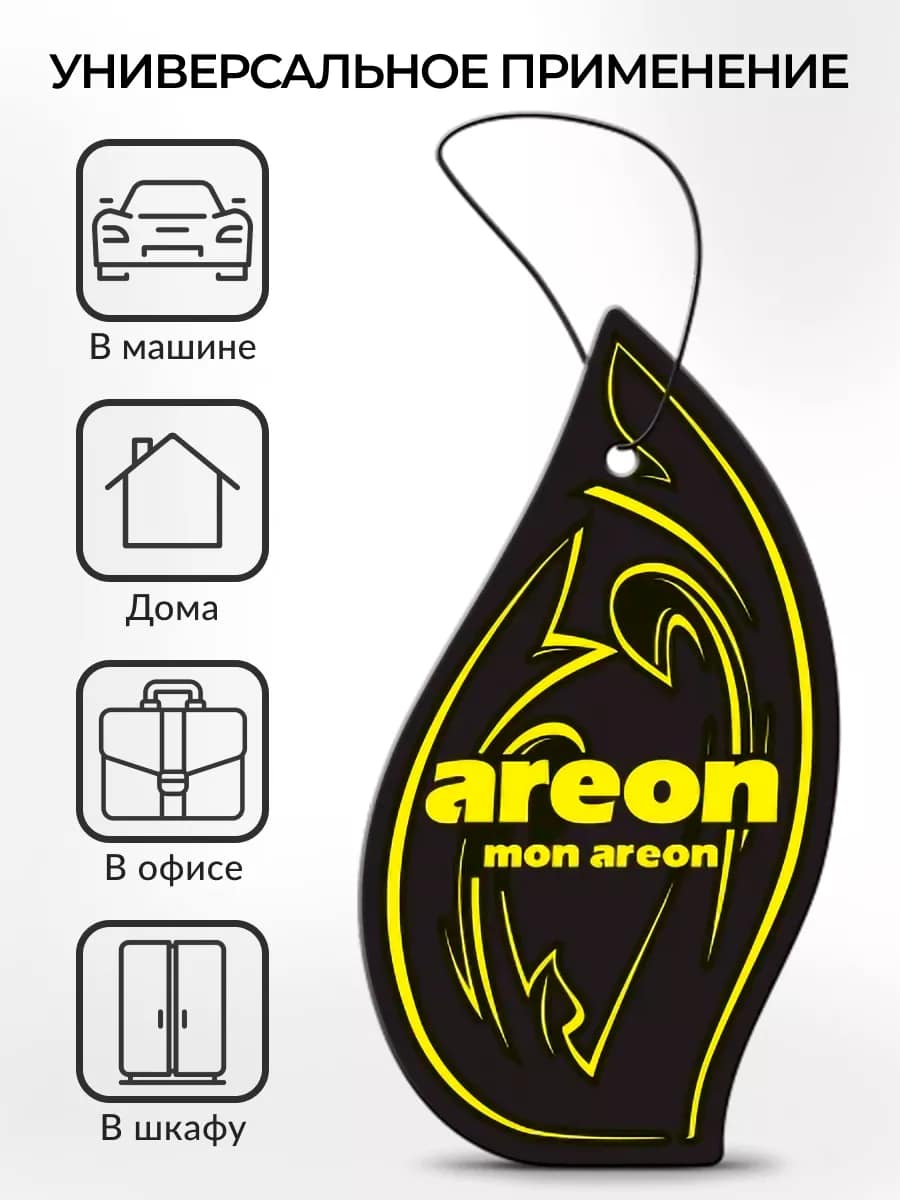 УНИВЕРСАЛЬНОЕ ПРИМЕНЕНИЕ
В машине
Дома
В офисе
В шкафу
areon
mon areon